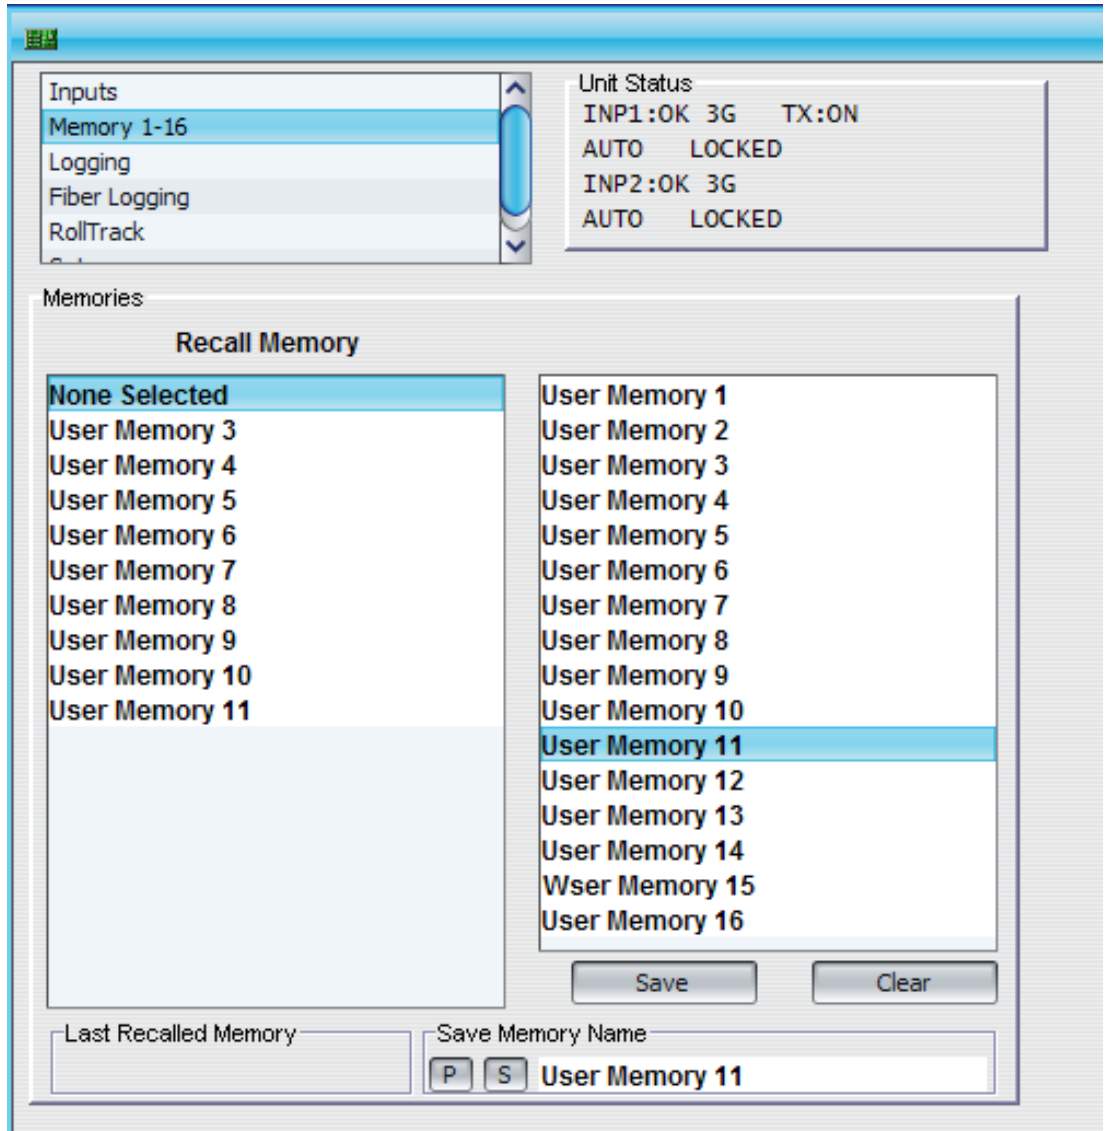 Inputs
Memory 1-16
Logging
Fiber Logging
RollTrack
Unit Status
INP1:OK 3G TX:ON
AUTO LOCKED
INP2:OK 3G
AUTO LOCKED
Memories
Recall Memory
None Selected
User Memory 3
User Memory 4
User Memory 5
User Memory 6
User Memory 7
User Memory 8
User Memory 9
User Memory 10
User Memory 11
User Memory 1
User Memory 2
User Memory 3
User Memory 4
User Memory 5
User Memory 6
User Memory 7
User Memory 8
User Memory 9
User Memory 10
User Memory 11
User Memory 12
User Memory 13
User Memory 14
Wser Memory 15
User Memory 16
Save Clear
Last Recalled Memory
Save Memory Name
P S User Memory 11